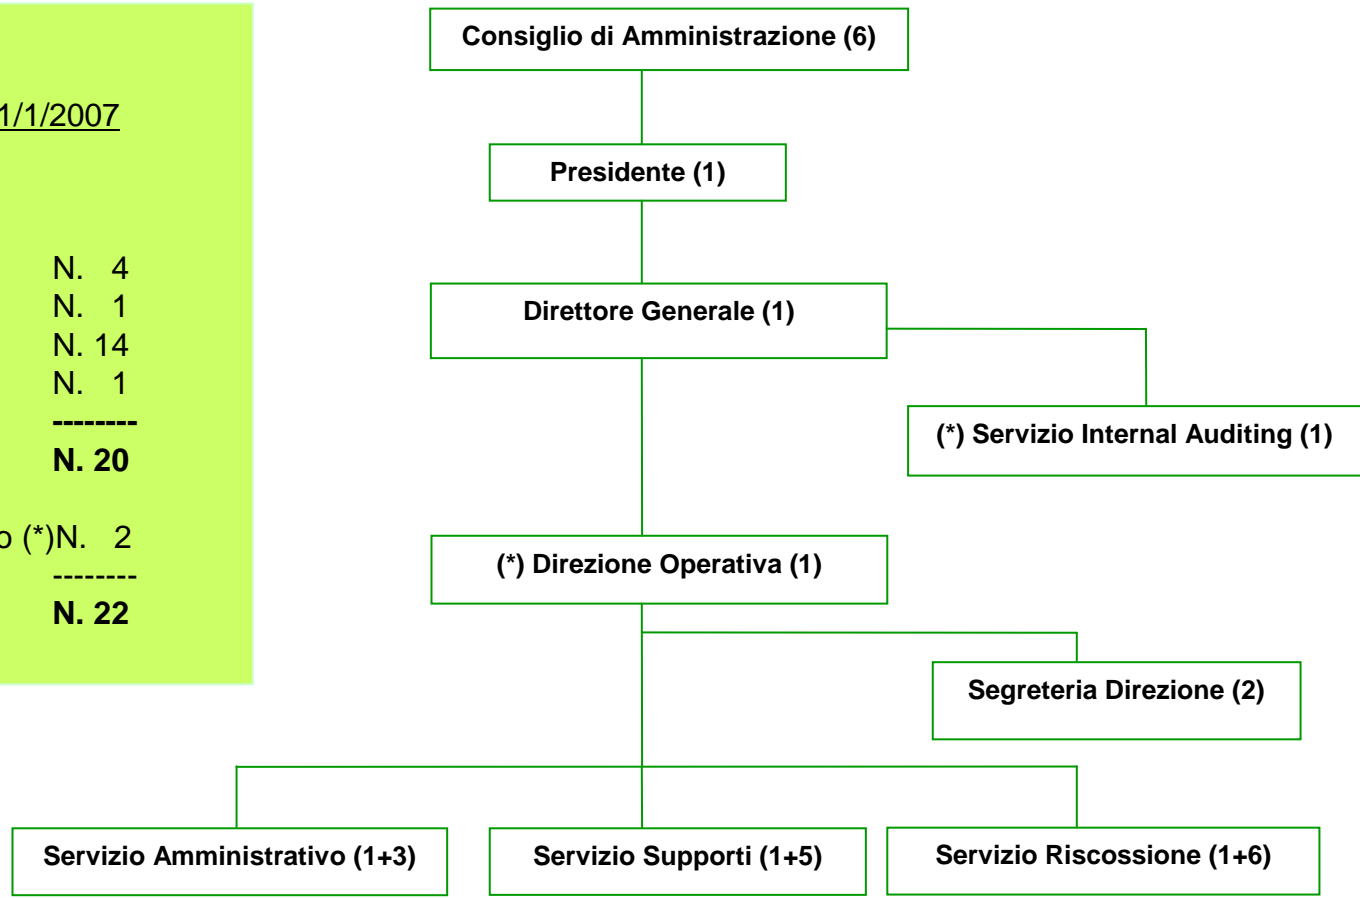 1/1/2007
N. 4
N. 1
N. 14
N. 1
--------
N. 20
o (*)N. 2
--------
N. 22
Consiglio di Amministrazione (6)
Presidente (1)
Direttore Generale (1)
(*) Servizio Internal Auditing (1)
(*) Direzione Operativa (1)
Segreteria Direzione (2)
Servizio Amministrativo (1+3)
Servizio Supporti (1+5)
Servizio Riscossione (1+6)